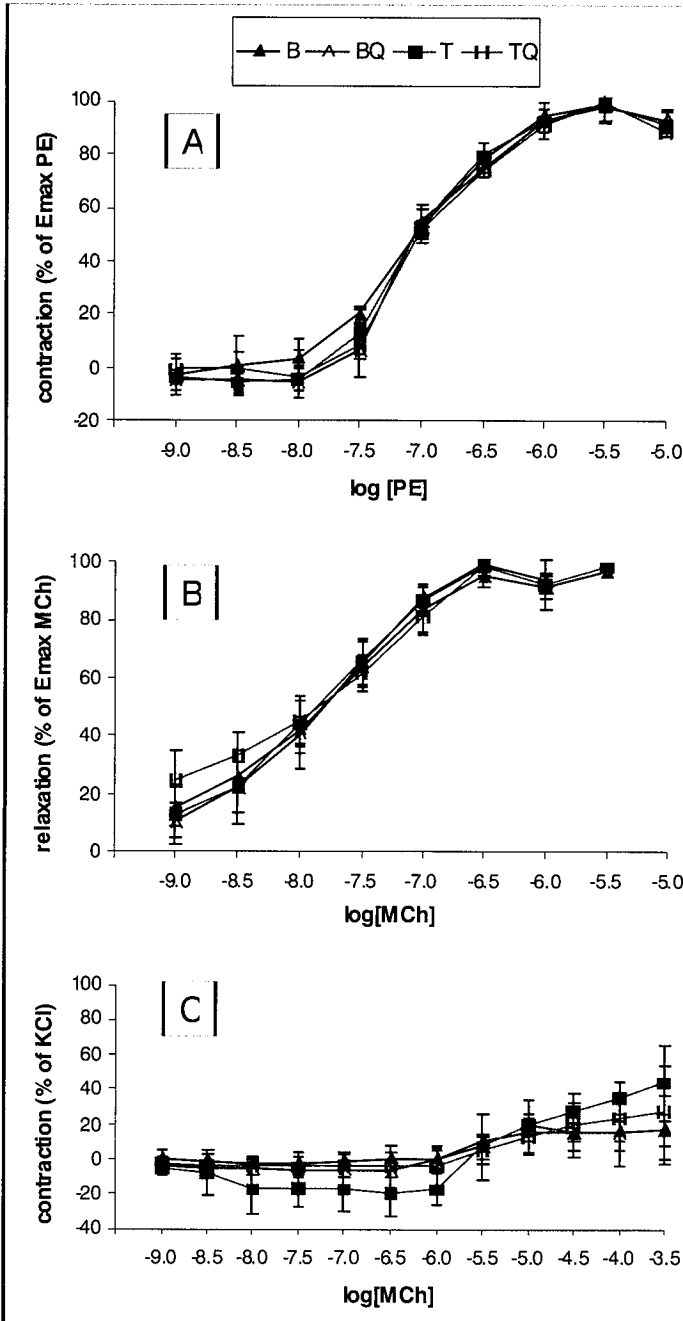 B BQ T TQ
A
contraction (% of Emax PE)
100
80
60
40
20
0
-20
-9.0 -8.5 -8.0 -7.5 -7.0 -6.5 -6.0 -5.5 -5.0
log [PE]
B
relaxation (% of Emax MCh)
100
80
60
40
20
0
-9.0 -8.5 -8.0 -7.5 -7.0 -6.5 -6.0 -5.5 -5.0
log[MCh]
C
contraction (% of KCl)
100
80
60
40
20
0
-20
-40
-9.0 -8.5 -8.0 -7.5 -7.0 -6.5 -6.0 -5.5 -5.0 -4.5 -4.0 -3.5
log[MCh]